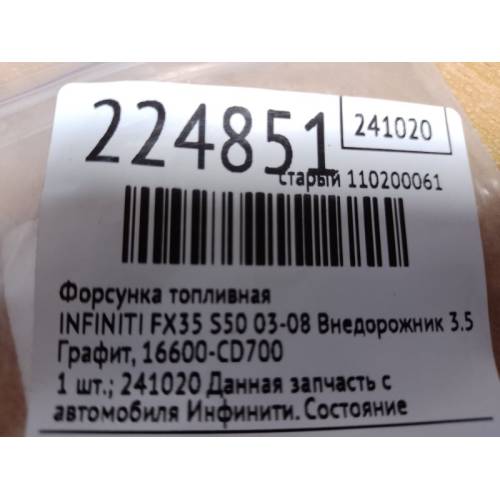 224851
241020
старый 110200061
Форсунка топливная
INFINITI FX35 S50 03-08 Внедорожник 3.5
Графит, 16600-CD700
1 шт.; 241020 Данная запчасть с
автомобиля Инфинити. Состояние